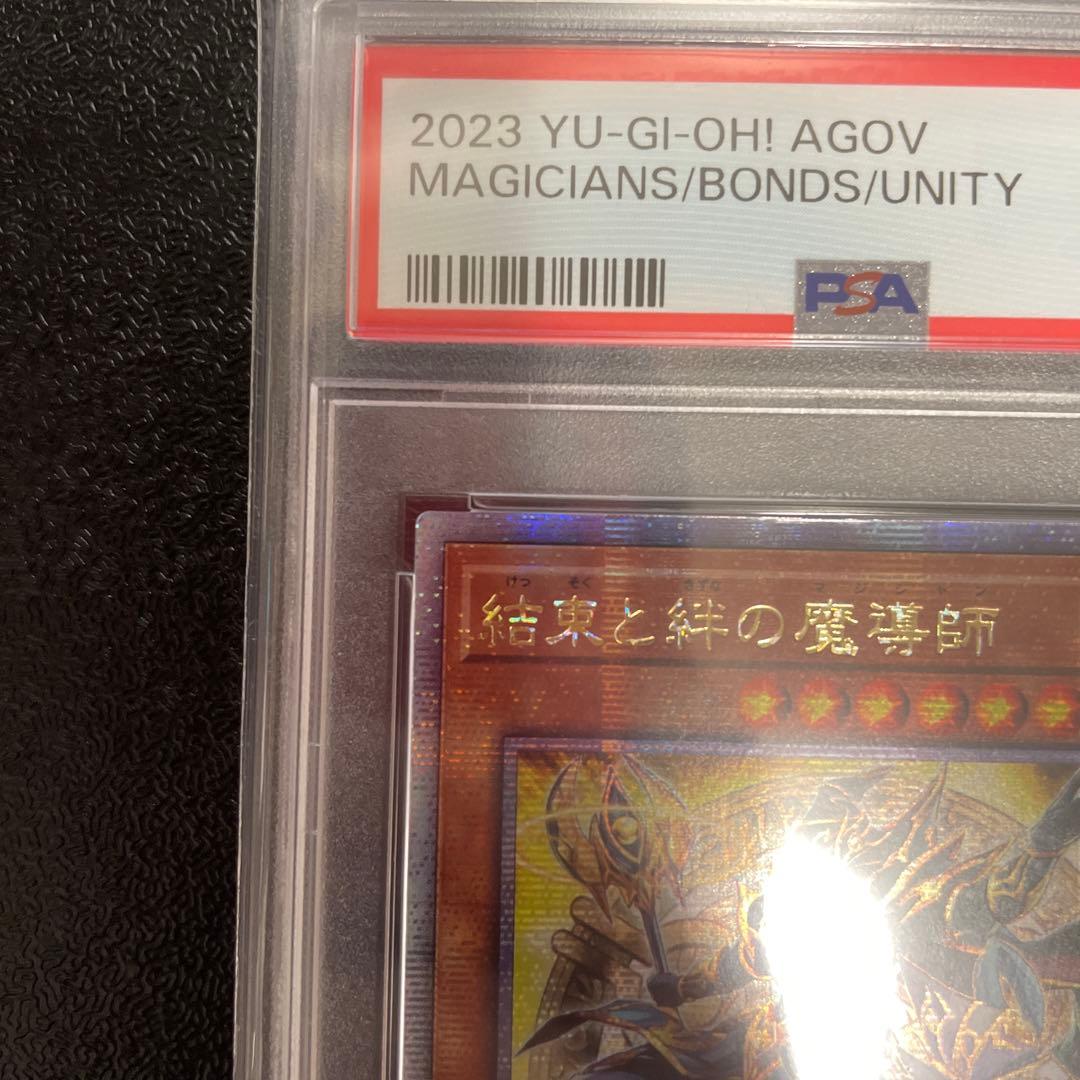 2023 YU-GI-OH! AGOV
MAGICIANS/BONDS/UNITY
PSA
けつ そく きずな マジシャン
結束と絆の魔導師